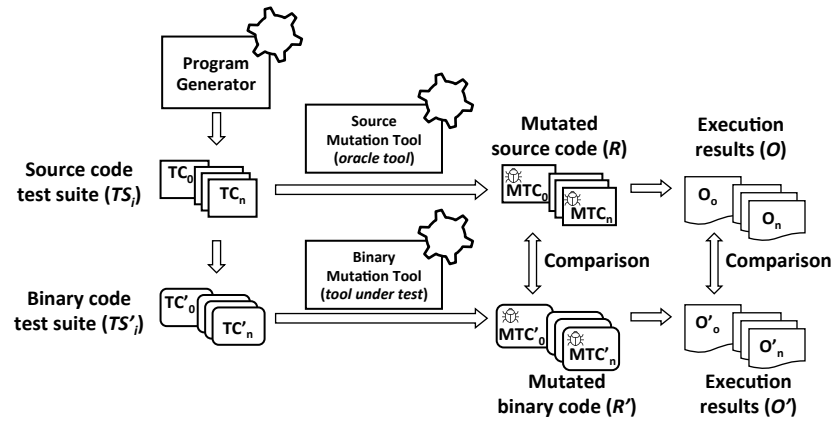 Program
Generator
Source
Mutation Tool
(oracle tool)
Mutated
source code (R)
Execution
results (O)
Source code
test suite (TSi)
TC0
TCn
MTC0
MTCn
Oo
On
Binary
Mutation Tool
(tool under test)
Comparison
Comparison
Binary code
test suite (TS'i)
TC'0
TC'n
MTC'0
MTC'n
O'o
O'n
Mutated
binary code (R')
Execution
results (O')